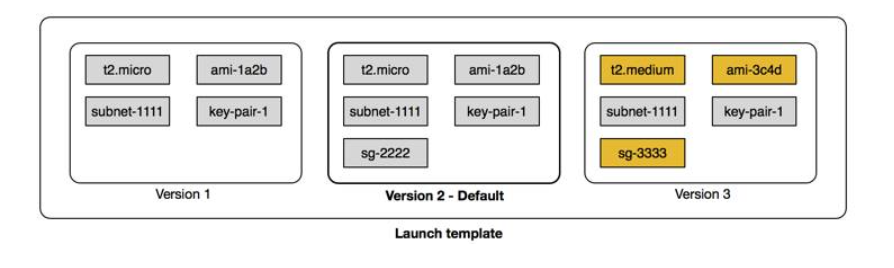 t2.micro
ami-1a2b
subnet-1111
key-pair-1
Version 1
t2.micro
ami-1a2b
subnet-1111
key-pair-1
sg-2222
Version 2 - Default
t2.medium
ami-3c4d
subnet-1111
key-pair-1
sg-3333
Version 3
Launch template